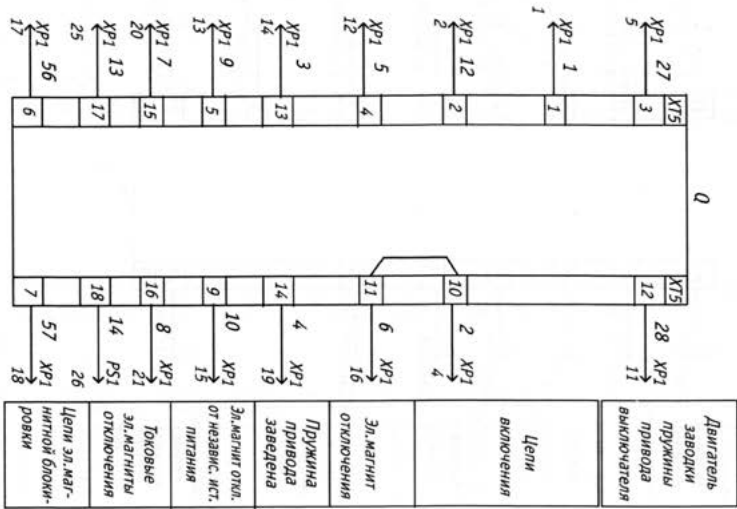 Двигатель
заводки
пружины
привода
выключателя
Цепи
включения
Эл.магнит
отключения
Пружина
привода
заведена
Эл.магнит откл.
от независ. ист.
питания
Токовые
эл.магниты
отключения
Цепи эл.маг-
нитной блоки-
ровки
28 XP1
11
2 XP1
4
6 XP1
16
4 XP1
19
10 XP1
15
8 XP1
21
14 PS1
26
57 XP1
18
XT5 12 10 11 14 9 16 18 7
Q
XT5 3 1 2 4 13 5 15 17 6
XP1 27
5
XP1 1
1
XP1 12
2
XP1 5
12
XP1 3
14
XP1 9
13
XP1 7
20
XP1 13
25
XP1 56
17